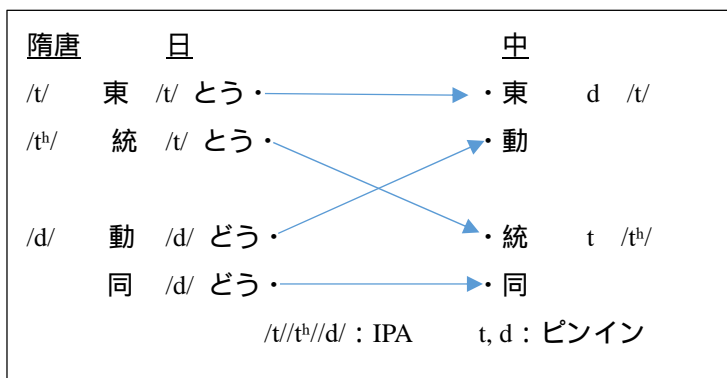 隋唐 日 中
/t/ 東 /t/ とう・ ・東 d /t/
/tʰ/ 統 /t/ とう・ ・動
/d/ 動 /d/ どう・ ・統 t /tʰ/
同 /d/ どう・ ・同
/t//tʰ//d/：IPA t, d：ピンイン